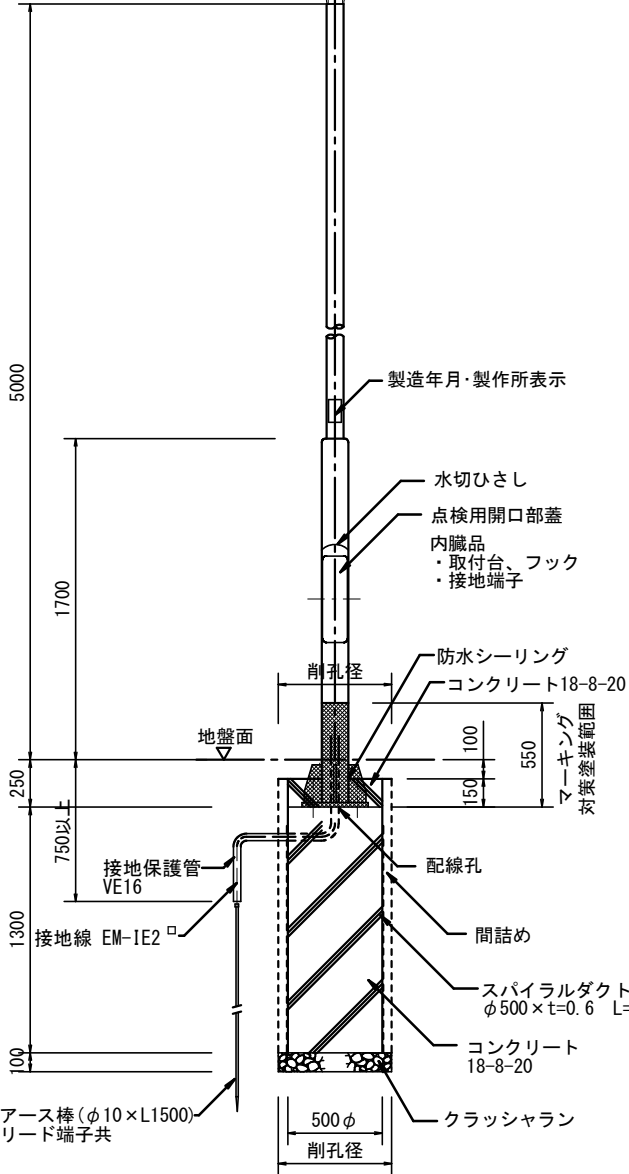 5000
製造年月・製作所表示
水切ひさし
点検用開口部蓋
内臓品
・取付台、フック
・接地端子
1700
防水シーリング
削孔径
コンクリート18-8-20
地盤面
100
550
マーキング
対策塗装範囲
250
150
750以上
配線孔
接地保護管
VE16
接地線 EM-IE2□
間詰め
1300
スパイラルダクト
φ500×t=0.6 L=
コンクリート
18-8-20
100
アース棒(φ10×L1500)
リード端子共
500φ
クラッシャラン
削孔径